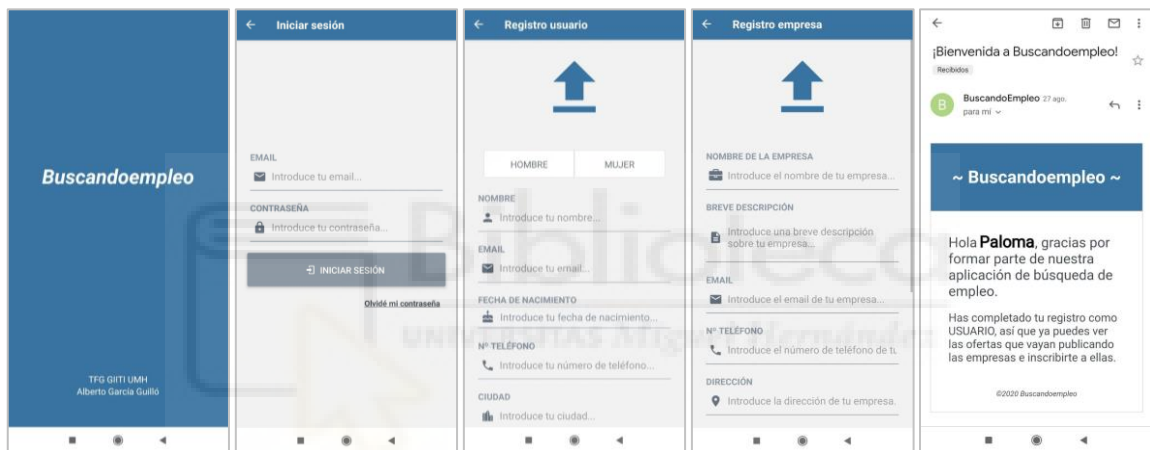 Buscandoempleo
TFG GIITI UMH
Alberto García Guilló
Iniciar sesión
EMAIL
Introduce tu email...
CONTRASEÑA
Introduce tu contraseña...
INICIAR SESIÓN
Olvidé mi contraseña
Registro usuario
HOMBRE MUJER
NOMBRE
Introduce tu nombre...
EMAIL
Introduce tu email...
FECHA DE NACIMIENTO
Introduce tu fecha de nacimiento...
Nº TELÉFONO
Introduce tu número de teléfono...
CIUDAD
Introduce tu ciudad...
Registro empresa
NOMBRE DE LA EMPRESA
Introduce el nombre de tu empresa...
BREVE DESCRIPCIÓN
Introduce una breve descripción
sobre tu empresa...
EMAIL
Introduce el email de tu empresa...
Nº TELÉFONO
Introduce el número de teléfono de tu
DIRECCIÓN
Introduce la dirección de tu empresa.
¡Bienvenida a Buscandoempleo!
Recibidos
B
BuscandoEmpleo 27 ago.
para mí
~ Buscandoempleo ~
Hola Paloma, gracias por
formar parte de nuestra
aplicación de búsqueda de
empleo.
Has completado tu registro como
USUARIO, así que ya puedes ver
las ofertas que vayan publicando
las empresas e inscribirte a ellas.
©2020 Buscandoempleo
Biblioteca
UNIVERSITAS Miguel Hernández